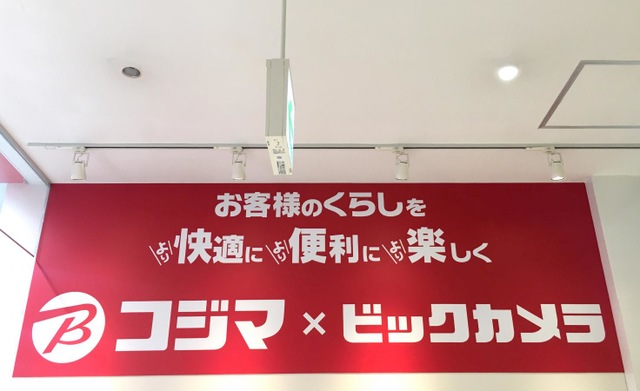 お客様のくらしを
より快適に より便利に より楽しく
B コジマ×ビックカメラ